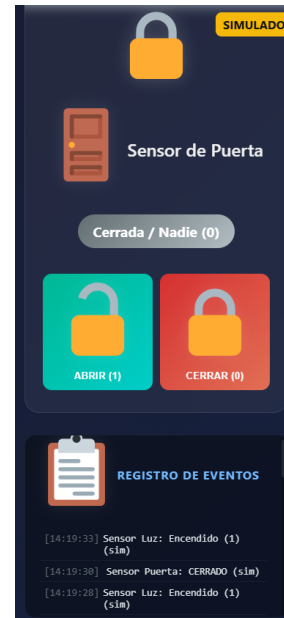 SIMULADO
Sensor de Puerta
Cerrada / Nadie (0)
ABRIR (1)
CERRAR (0)
REGISTRO DE EVENTOS
[14:19:33] Sensor Luz: Encendido (1)
(sim)
[14:19:30] Sensor Puerta: CERRADO (sim)
[14:19:28] Sensor Luz: Encendido (1)
(sim)